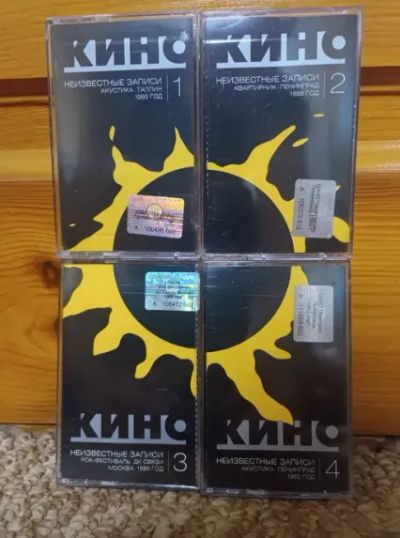 КИНО
НЕИЗВЕСТНЫЕ ЗАПИСИ
АКУСТИКА. ТАЛЛИН
1990 ГОД
1
КИНО
НЕИЗВЕСТНЫЕ ЗАПИСИ
КВАРТИРНИК. ЛЕНИНГРАД
1988 ГОД
2
КИНО
НЕИЗВЕСТНЫЕ ЗАПИСИ
РОК-ФЕСТИВАЛЬ. ДК СВЯЗИ
МОСКВА. 1986 ГОД
3
КИНО
НЕИЗВЕСТНЫЕ ЗАПИСИ
АКУСТИКА. ЛЕНИНГРАД
1982 ГОД
4